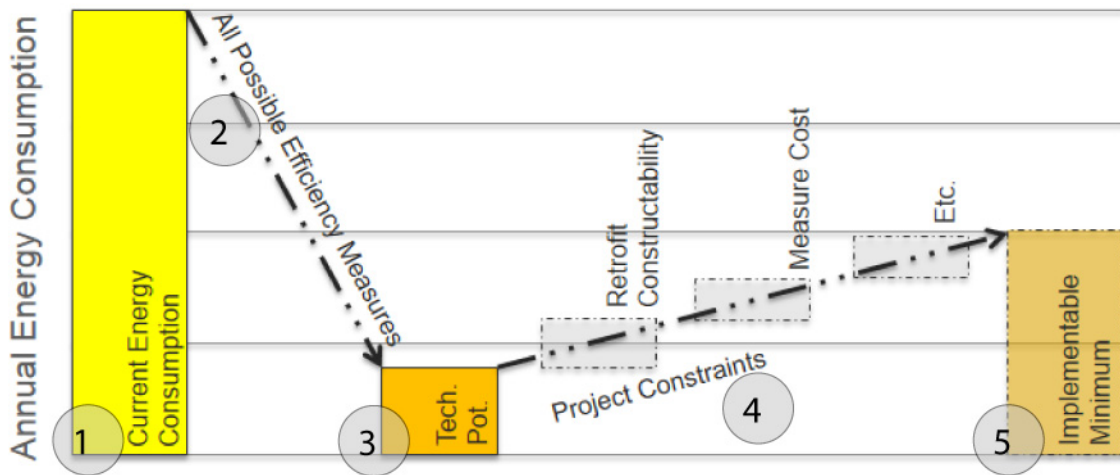 Annual Energy Consumption
1
Current Energy
Consumption
2
All Possible Efficiency Measures
3
Tech.
Pot.
Retrofit
Constructability
Measure Cost
Etc.
Project Constraints
4
5
Implementable
Minimum